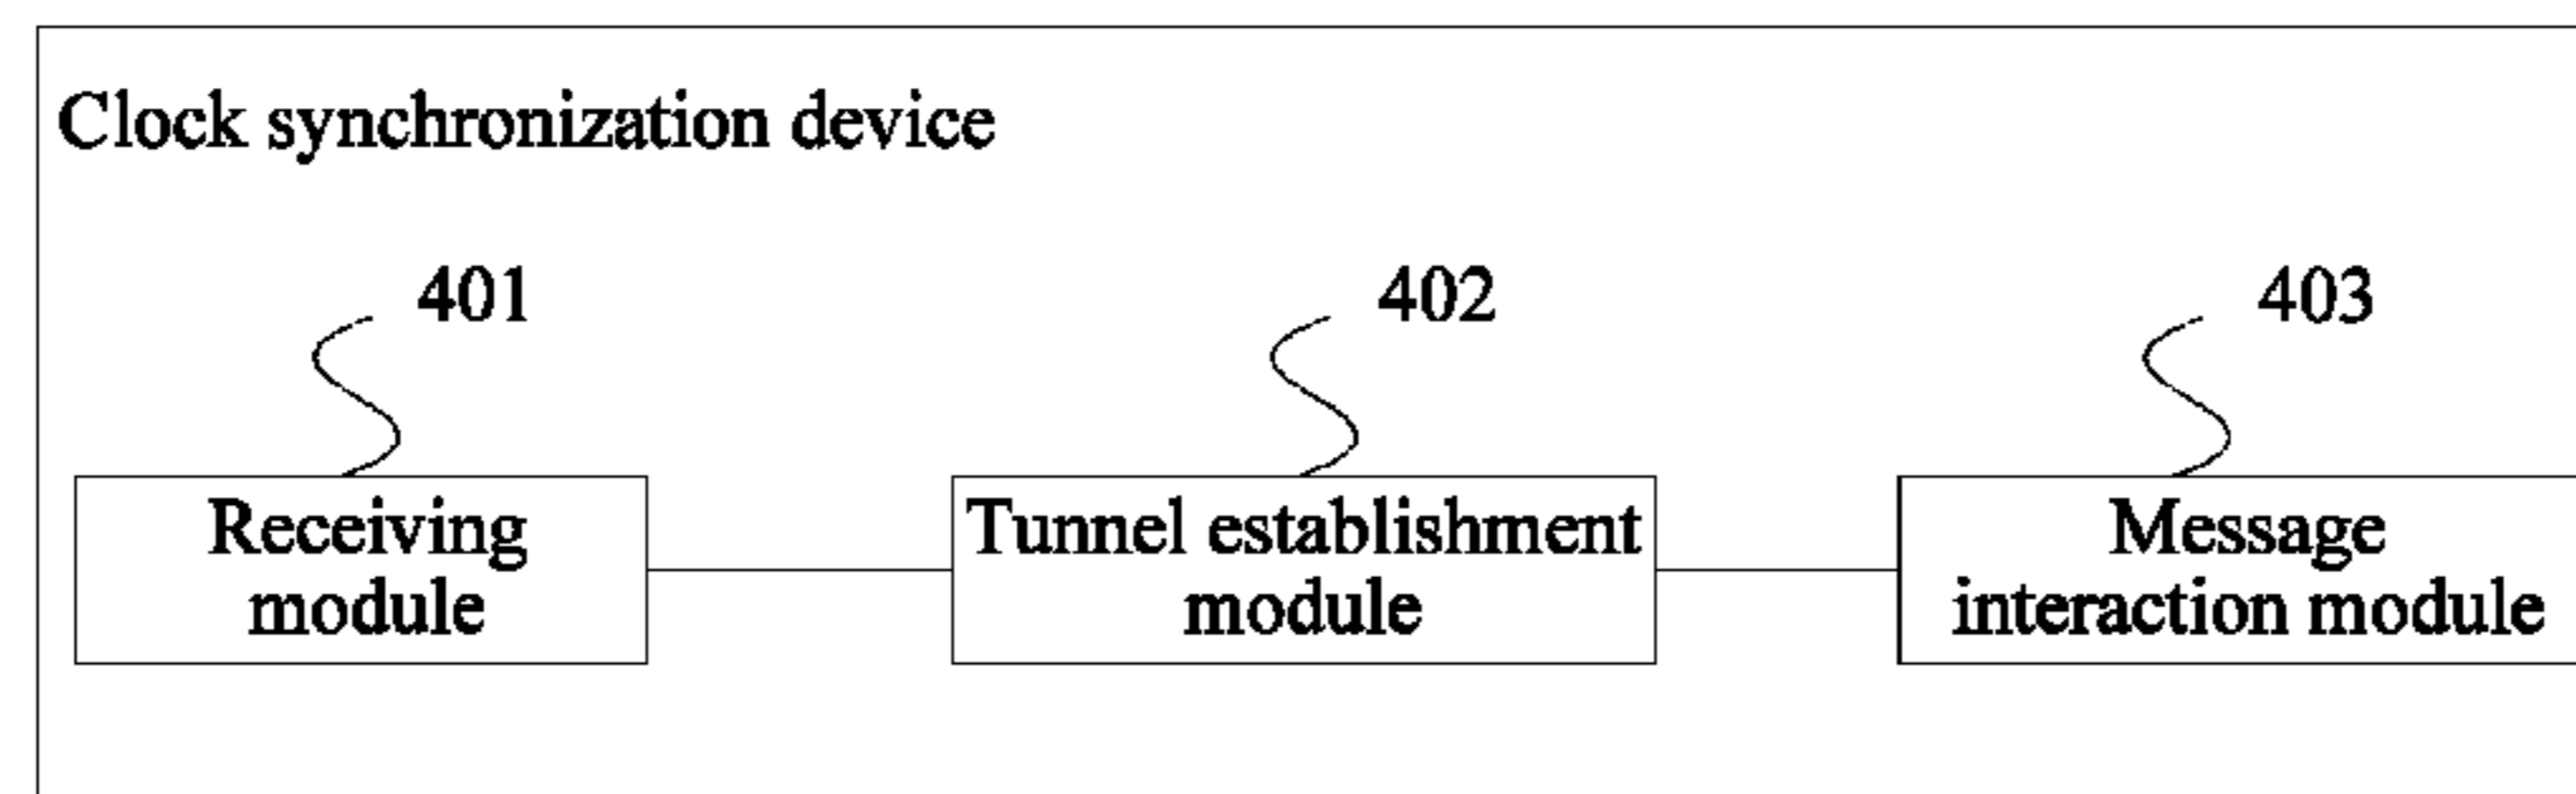 Clock synchronization device
401
402
403
Receiving
module
Tunnel establishment
module
Message
interaction module